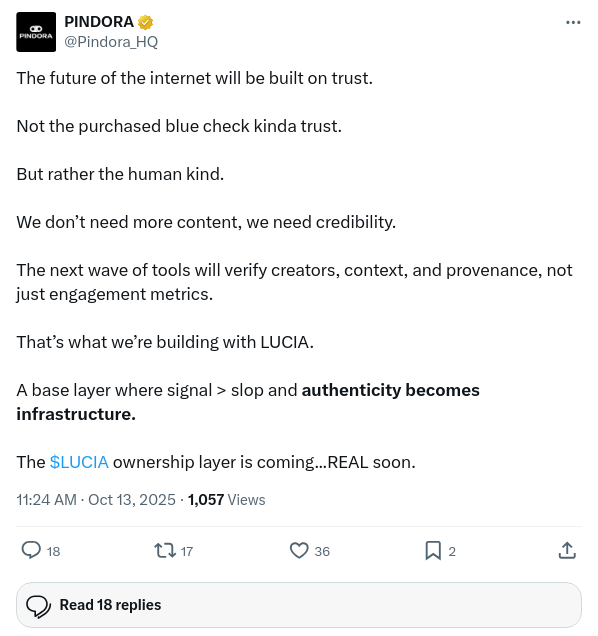 PINDORA
PINDORA
@Pindora_HQ
The future of the internet will be built on trust.
Not the purchased blue check kinda trust.
But rather the human kind.
We don’t need more content, we need credibility.
The next wave of tools will verify creators, context, and provenance, not
just engagement metrics.
That’s what we’re building with LUCIA.
A base layer where signal > slop and authenticity becomes
infrastructure.
The $LUCIA ownership layer is coming...REAL soon.
11:24 AM · Oct 13, 2025 · 1,057 Views
18 17 36 2
Read 18 replies